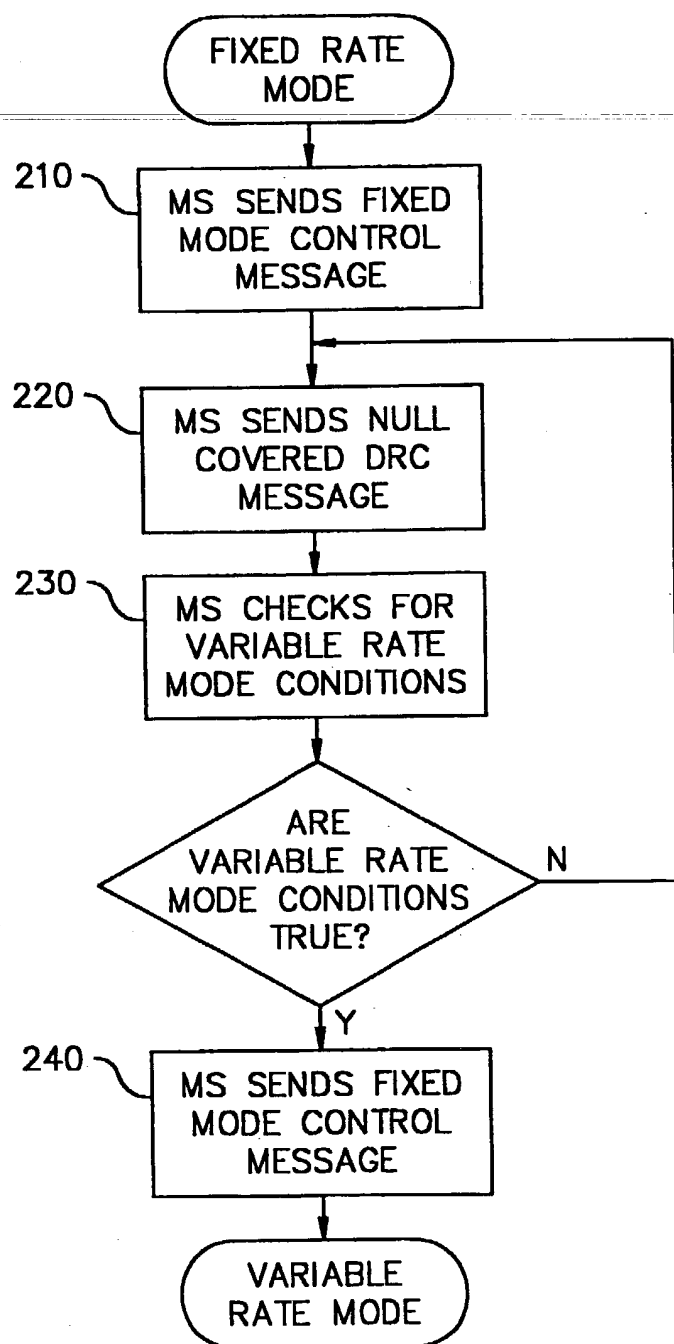 FIXED RATE
MODE
210
MS SENDS FIXED
MODE CONTROL
MESSAGE
220
MS SENDS NULL
COVERED DRC
MESSAGE
230
MS CHECKS FOR
VARIABLE RATE
MODE CONDITIONS
ARE
VARIABLE RATE
MODE CONDITIONS
TRUE?
N
Y
240
MS SENDS FIXED
MODE CONTROL
MESSAGE
VARIABLE
RATE MODE